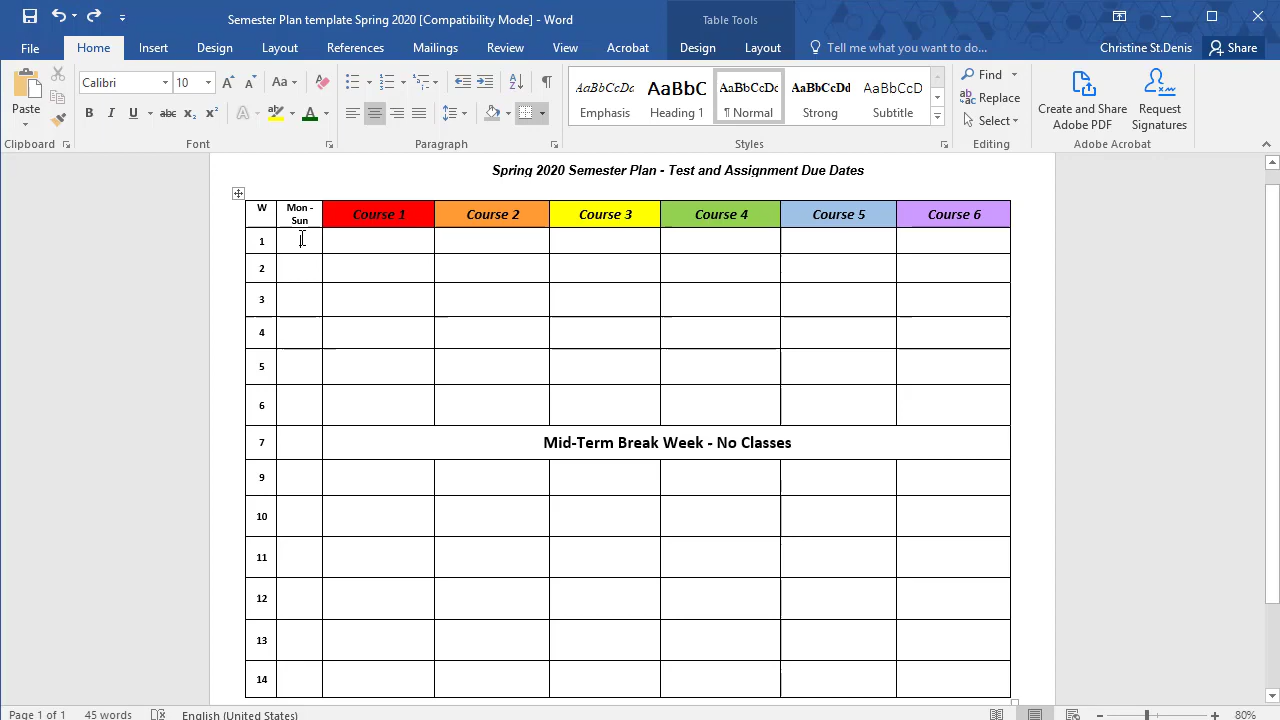 Semester Plan template Spring 2020 [Compatibility Mode] - Word
Table Tools
File
Home
Insert
Design
Layout
References
Mailings
Review
View
Acrobat
Design
Layout
Tell me what you want to do...
Christine St.Denis
Share
Paste
Clipboard
Calibri
10
Aa
B
I
U
abc
x₂
x²
A
A
Font
Paragraph
AaBbCcDc
Emphasis
AaBbC
Heading 1
AaBbCcDc
¶ Normal
AaBbCcDd
Strong
AaBbCcD
Subtitle
Styles
Find
Replace
Select
Editing
Create and Share
Adobe PDF
Request
Signatures
Adobe Acrobat
Spring 2020 Semester Plan - Test and Assignment Due Dates
W
Mon -
Sun
Course 1
Course 2
Course 3
Course 4
Course 5
Course 6
1
2
3
4
5
6
7
Mid-Term Break Week - No Classes
9
10
11
12
13
14
Page 1 of 1
45 words
English (United States)
80%